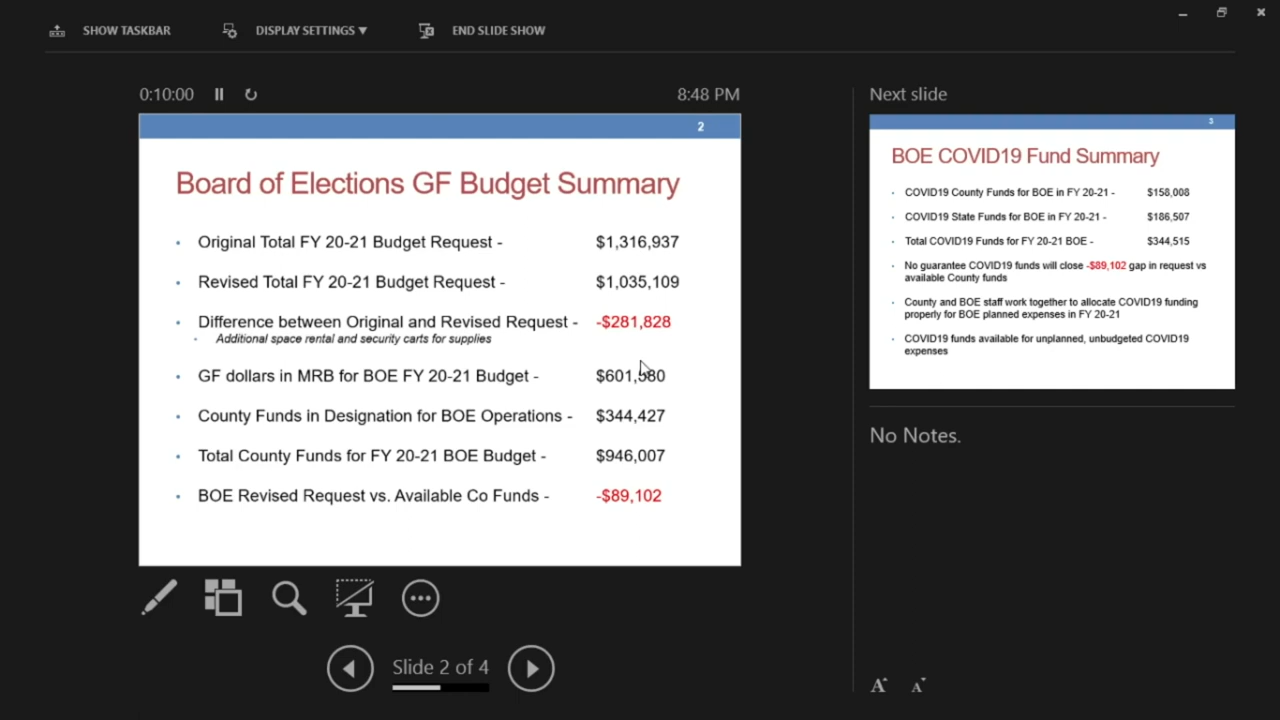 SHOW TASKBAR DISPLAY SETTINGS ▼ END SLIDE SHOW
0:10:00 8:48 PM
2
Board of Elections GF Budget Summary
• Original Total FY 20-21 Budget Request - $1,316,937
• Revised Total FY 20-21 Budget Request - $1,035,109
• Difference between Original and Revised Request - -$281,828
• Additional space rental and security carts for supplies
• GF dollars in MRB for BOE FY 20-21 Budget - $601,580
• County Funds in Designation for BOE Operations - $344,427
• Total County Funds for FY 20-21 BOE Budget - $946,007
• BOE Revised Request vs. Available Co Funds - -$89,102
Slide 2 of 4
Next slide
3
BOE COVID19 Fund Summary
• COVID19 County Funds for BOE in FY 20-21 - $158,008
• COVID19 State Funds for BOE in FY 20-21 - $186,507
• Total COVID19 Funds for FY 20-21 BOE - $344,515
• No guarantee COVID19 funds will close -$89,102 gap in request vs
available County funds
• County and BOE staff work together to allocate COVID19 funding
properly for BOE planned expenses in FY 20-21
• COVID19 funds available for unplanned, unbudgeted COVID19
expenses
No Notes.
A A